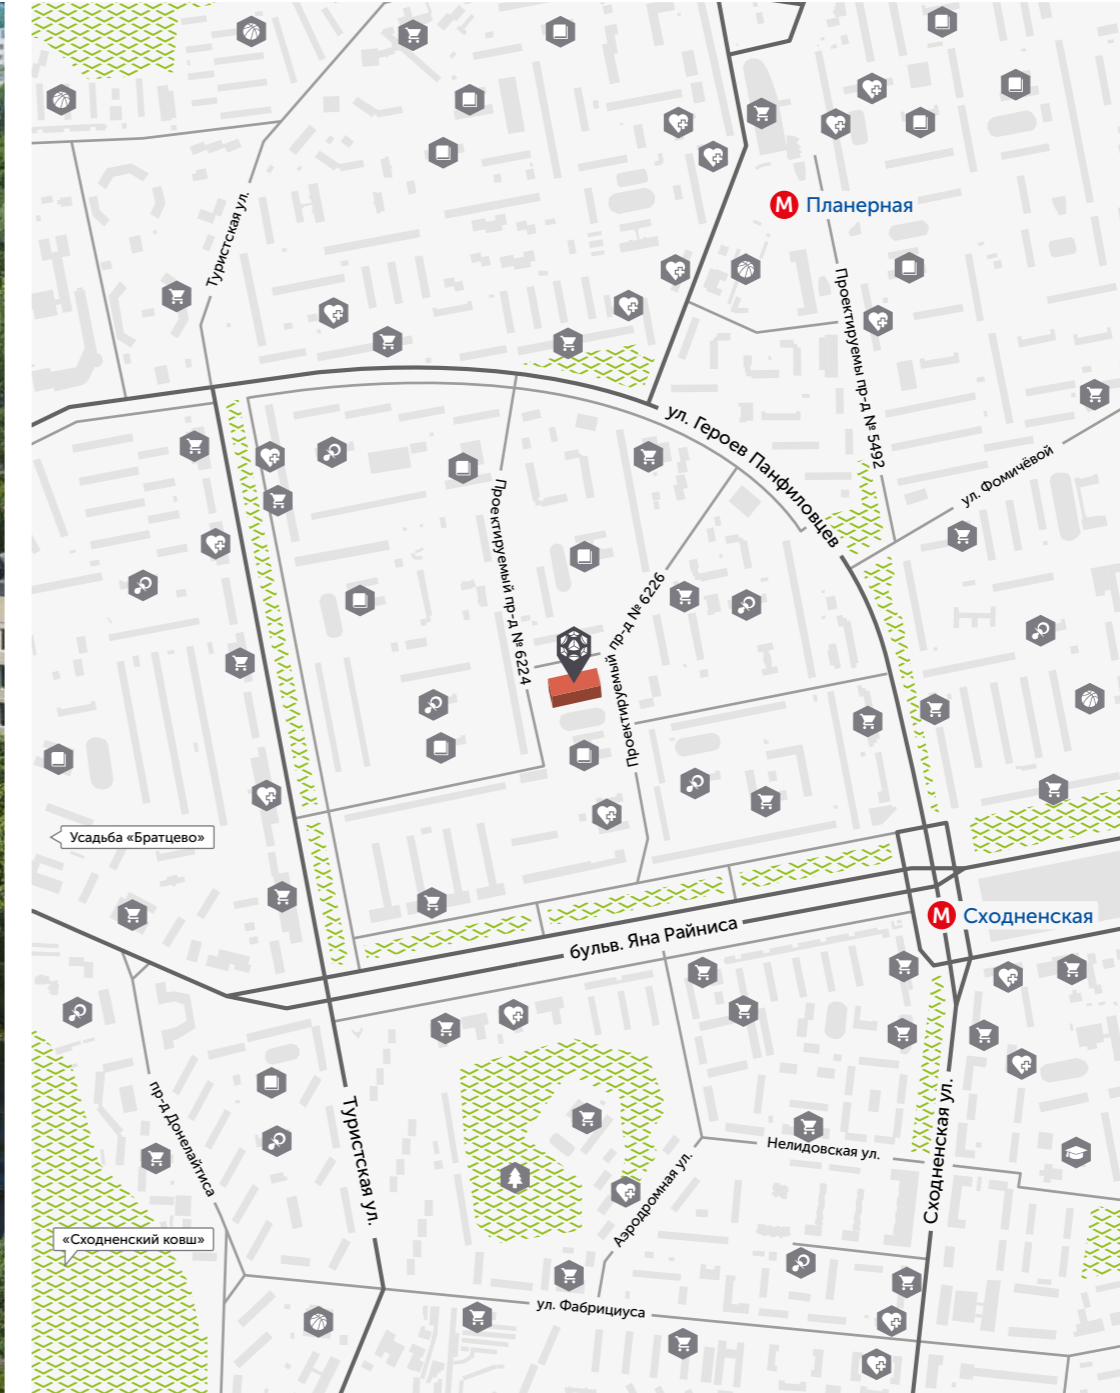 М Планерная
Туристская ул.
Проектируемы пр-д № 5492
ул. Героев Панфиловцев
ул. Фомичёвой
Проектируемый пр-д № 6224
Проектируемый пр-д № 6226
Усадьба «Братцево»
М Сходненская
бульв. Яна Райниса
пр-д Донелайтиса
Туристская ул.
Нелидовская ул.
Аэродромная ул.
Сходненская ул.
«Сходненский ковш»
ул. Фабрициуса